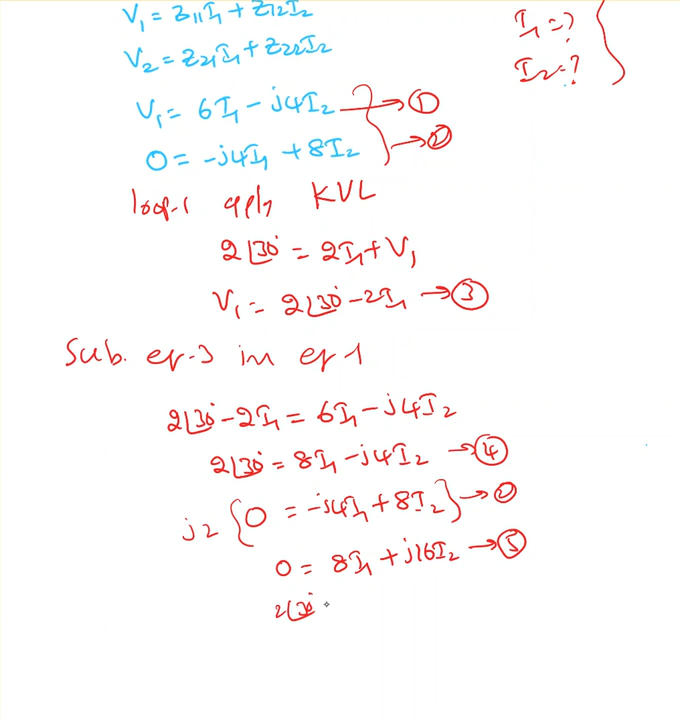 V₁ = Z₁₁I₁ + Z₁₂I₂
I₁ = ?
V₂ = Z₂₁I₁ + Z₂₂I₂
I₂ = ?
V₁ = 6I₁ - j4I₂ → ①
0 = -j4I₁ + 8I₂ → ②
loop-1 apply KVL
2∠30° = 2I₁ + V₁
V₁ = 2∠30° - 2I₁ → ③
Sub. eq-3 in eq 1
2∠30° - 2I₁ = 6I₁ - j4I₂
2∠30° = 8I₁ - j4I₂ → ④
j2 { 0 = -j4I₁ + 8I₂ } → ②
0 = 8I₁ + j16I₂ → ⑤
2∠30°